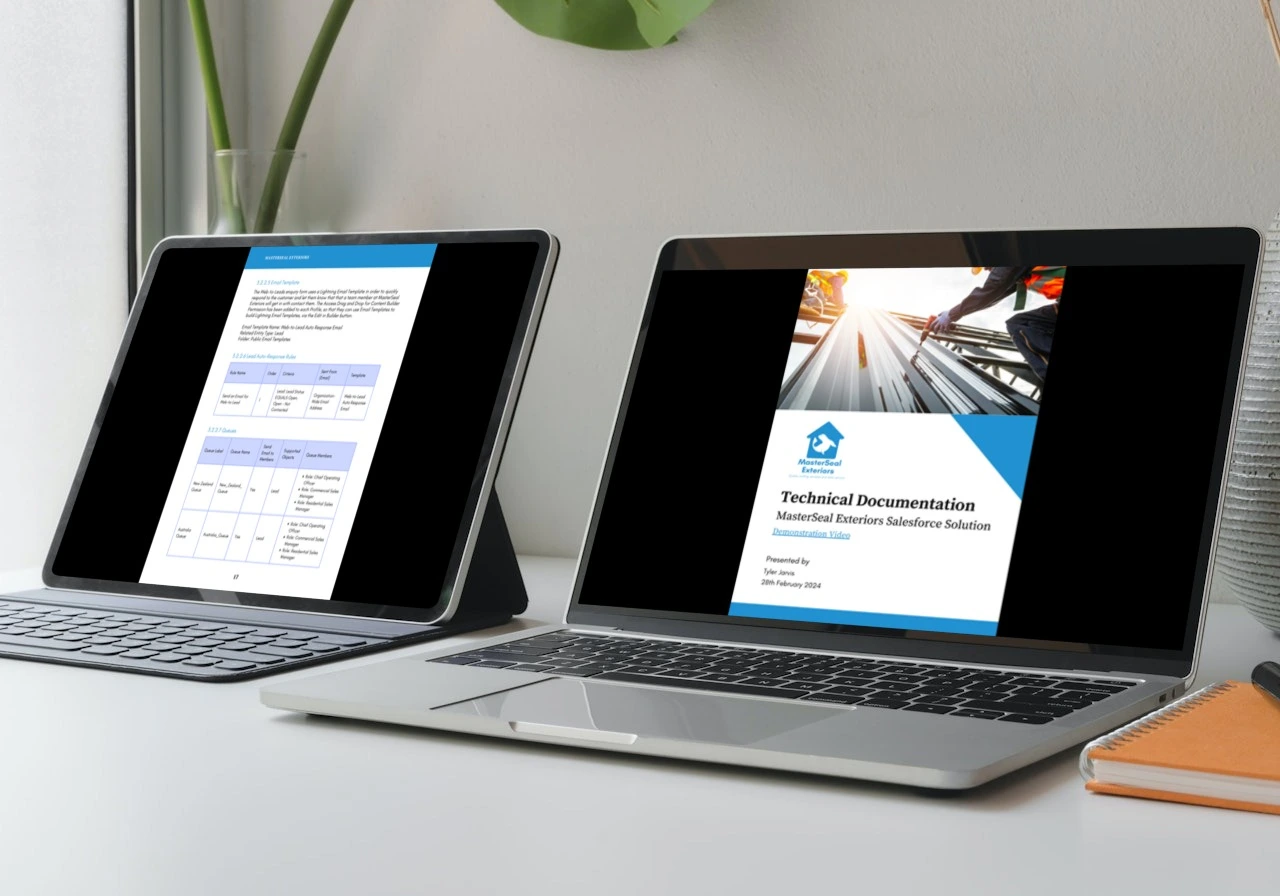 MASTERSEAL EXTERIORS
5.2.2.5 Email Template
The Web-to-Leads enquiry form uses a Lightning Email Template in order to quickly
respond to the customer and let them know that that a team member at MasterSeal
Exteriors will get in with contact them. The Access Drag and Drop for Content Builder
Permission has been added to each Profile, so that they can use Email Templates to
build Lightning Email Templates, via the Edit in Builder button.
Email Template Name: Web-to-Lead Auto Response Email
Related Entity Type: Lead
Folder: Public Email Templates
5.2.2.6 Lead Auto-Response Rules
Rule Name Order Criteria Sent From (Email) Template
Send an Email for Web-to-Lead 1 Lead: Lead Status EQUALS Open, Open - Not Connected Organization-Wide Email Address Web-to-Lead Auto Response Email
5.2.2.7 Queues
Queue Label Queue Name Send Email to Members Supported Objects Queue Members
New Zealand Queue New_Zealand_Queue Yes Lead • Role: Chief Operating Officer • Role: Commercial Sales Manager • Role: Residential Sales Manager
Australia Queue Australia_Queue Yes Lead • Role: Chief Operating Officer • Role: Commercial Sales Manager • Role: Residential Sales Manager
17
MasterSeal
Exteriors
Technical Documentation
MasterSeal Exteriors Salesforce Solution
Demonstration Video
Presented by
Tyler Jarvis
28th February 2024